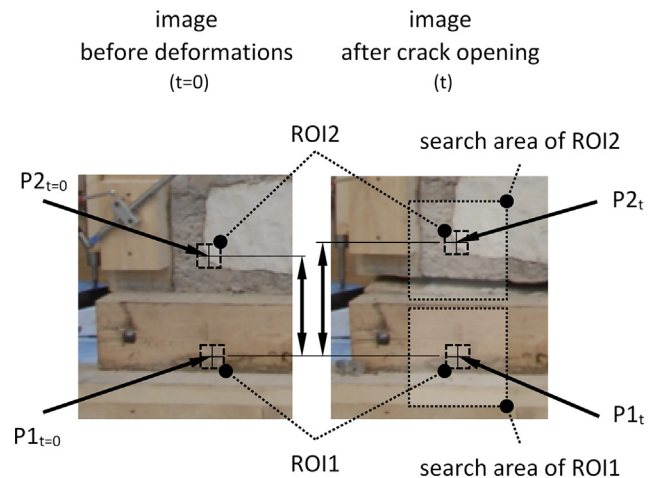 image
before deformations
(t=0)
image
after crack opening
(t)
ROI2
search area of ROI2
P2t=0
P2t
P1t=0
P1t
ROI1
search area of ROI1